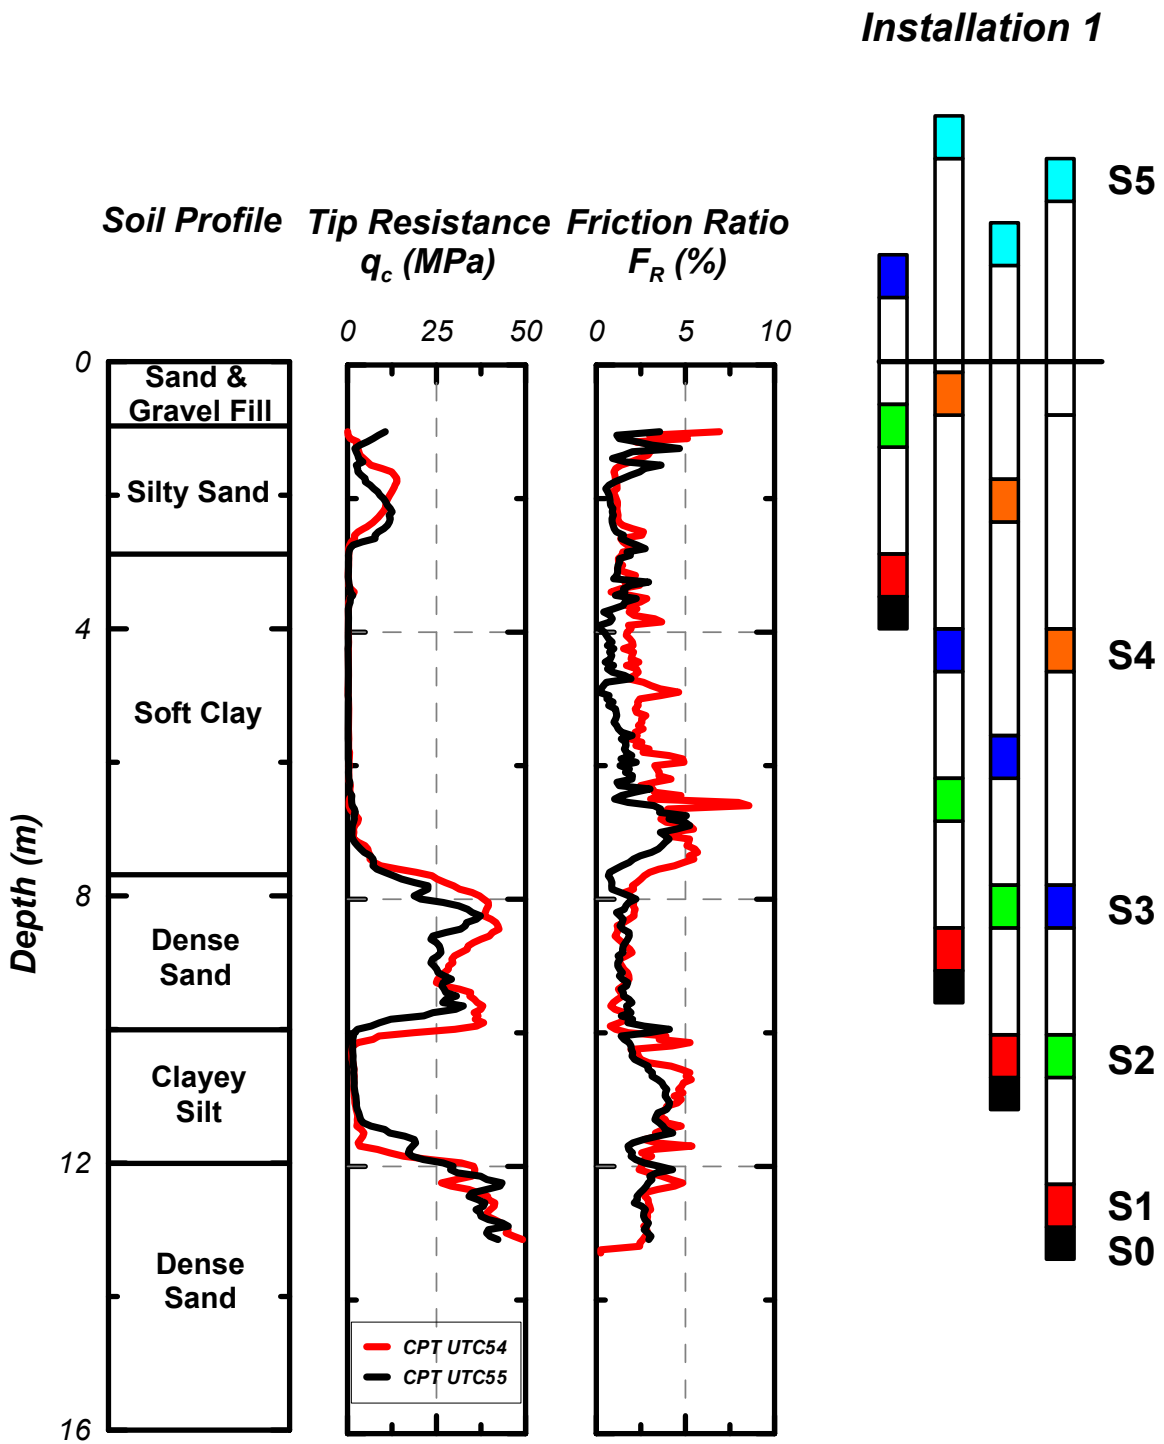 Installation 1
S5
Soil Profile
Tip Resistance
qc (MPa)
Friction Ratio
FR (%)
0 25 50
0 5 10
0
Sand &
Gravel Fill
Silty Sand
4
S4
Soft Clay
Depth (m)
8
S3
Dense
Sand
S2
Clayey
Silt
12
S1
S0
Dense
Sand
CPT UTC54
CPT UTC55
16